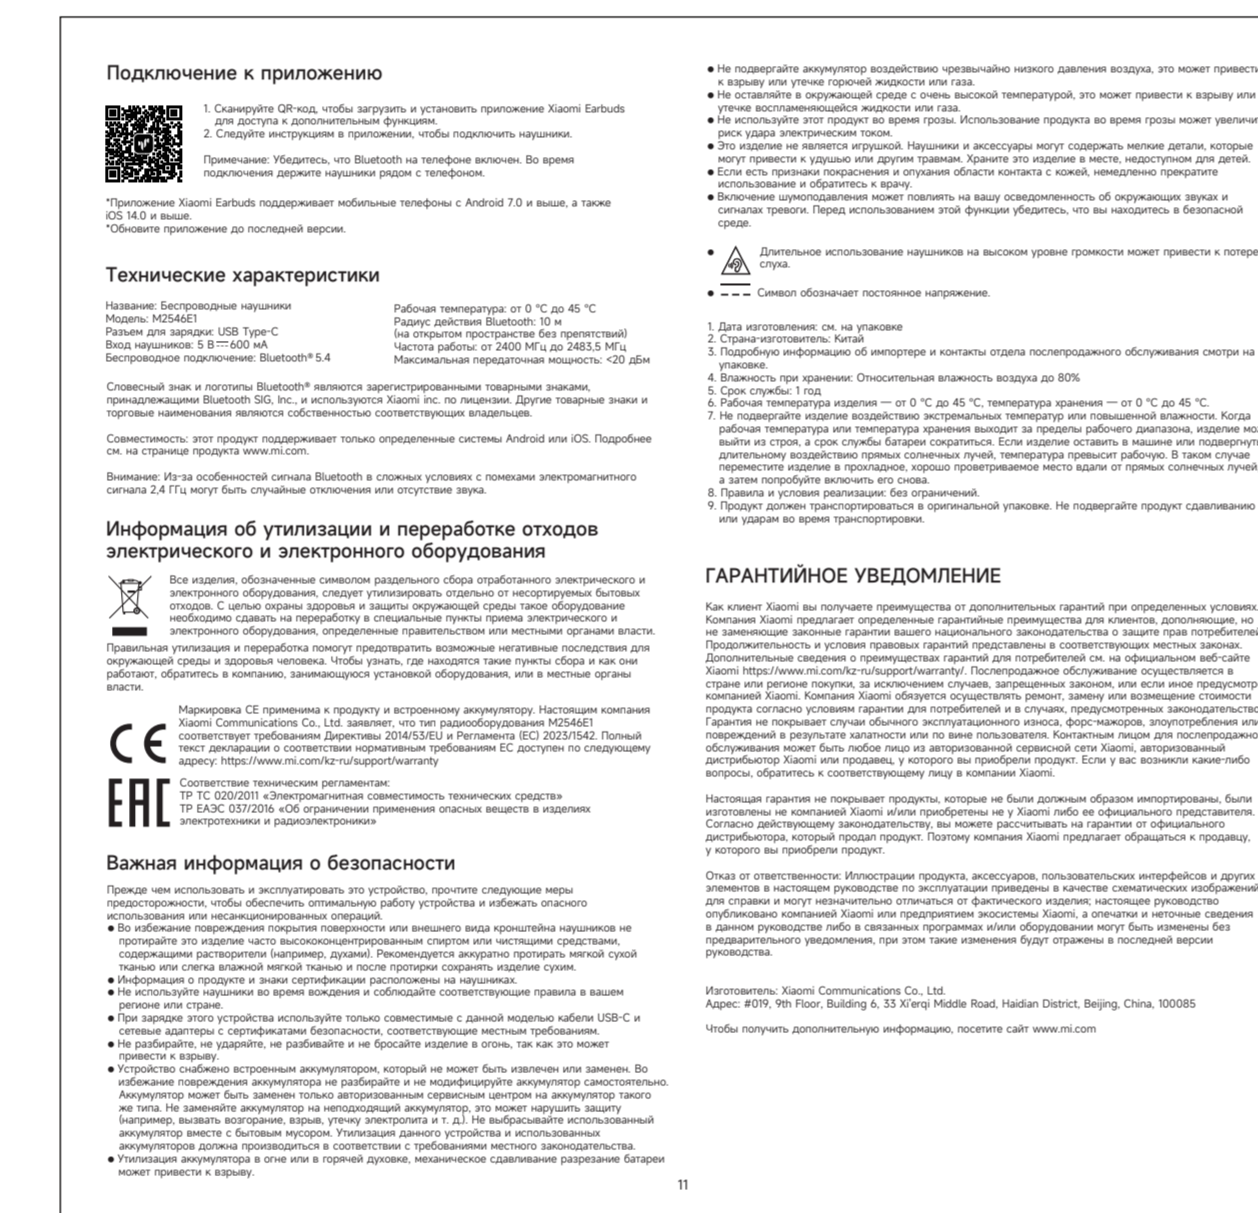 Подключение к приложению
1. Сканируйте QR-код, чтобы загрузить и установить приложение Xiaomi Earbuds
для доступа к дополнительным функциям.
2. Следуйте инструкциям в приложении, чтобы подключить наушники.
Примечание: Убедитесь, что Bluetooth на телефоне включен. Во время
подключения держите наушники рядом с телефоном.
*Приложение Xiaomi Earbuds поддерживает мобильные телефоны с Android 7.0 и выше, а также
iOS 14.0 и выше.
*Обновите приложение до последней версии.
Технические характеристики
Название: Беспроводные наушники
Модель: M2546E1
Разъем для зарядки: USB Type-C
Вход наушников: 5 В⎓600 мА
Беспроводное подключение: Bluetooth® 5.4
Рабочая температура: от 0 °C до 45 °C
Радиус действия Bluetooth: 10 м
(на открытом пространстве без препятствий)
Частота работы: от 2400 МГц до 2483,5 МГц
Максимальная передаточная мощность: <20 дБм
Словесный знак и логотипы Bluetooth® являются зарегистрированными товарными знаками,
принадлежащими Bluetooth SIG, Inc., и используются Xiaomi inc. по лицензии. Другие товарные знаки и
торговые наименования являются собственностью соответствующих владельцев.
Совместимость: этот продукт поддерживает только определенные системы Android или iOS. Подробнее
см. на странице продукта www.mi.com.
Внимание: Из-за особенностей сигнала Bluetooth в сложных условиях с помехами электромагнитного
сигнала 2,4 ГГц могут быть случайные отключения или отсутствие звука.
Информация об утилизации и переработке отходов
электрического и электронного оборудования
Все изделия, обозначенные символом раздельного сбора отработанного электрического и
электронного оборудования, следует утилизировать отдельно от несортируемых бытовых
отходов. С целью охраны здоровья и защиты окружающей среды такое оборудование
необходимо сдавать на переработку в специальные пункты приема электрического и
электронного оборудования, определенные правительством или местными органами власти.
Правильная утилизация и переработка помогут предотвратить возможные негативные последствия для
окружающей среды и здоровья человека. Чтобы узнать, где находятся такие пункты сбора и как они
работают, обратитесь в компанию, занимающуюся установкой оборудования, или в местные органы
власти.
CE
Маркировка CE применима к продукту и встроенному аккумулятору. Настоящим компания
Xiaomi Communications Co., Ltd. заявляет, что тип радиооборудования M2546E1
соответствует требованиям Директивы 2014/53/EU и Регламента (ЕС) 2023/1542. Полный
текст декларации о соответствии нормативным требованиям ЕС доступен по следующему
адресу: https://www.mi.com/kz-ru/support/warranty
EAC
Соответствие техническим регламентам:
ТР ТС 020/2011 «Электромагнитная совместимость технических средств»
ТР ЕАЭС 037/2016 «Об ограничении применения опасных веществ в изделиях
электротехники и радиоэлектроники»
Важная информация о безопасности
Прежде чем использовать и эксплуатировать это устройство, прочтите следующие меры
предосторожности, чтобы обеспечить оптимальную работу устройства и избежать опасного
использования или несанкционированных операций.
● Во избежание повреждения покрытия поверхности или внешнего вида кронштейна наушников не
протирайте это изделие часто высококонцентрированным спиртом или чистящими средствами,
содержащими растворители (например, духами). Рекомендуется аккуратно протирать мягкой сухой
тканью или слегка влажной мягкой тканью и после протирки сохранять изделие сухим.
● Информация о продукте и знаки сертификации расположены на наушниках.
● Не используйте наушники во время вождения и соблюдайте соответствующие правила в вашем
регионе или стране.
● При зарядке этого устройства используйте только совместимые с данной моделью кабели USB-C и
сетевые адаптеры с сертификатами безопасности, соответствующие местным требованиям.
● Не разбирайте, не ударяйте, не разбивайте и не бросайте изделие в огонь, так как это может
привести к взрыву.
● Устройство снабжено встроенным аккумулятором, который не может быть извлечен или заменен. Во
избежание повреждения аккумулятора не разбирайте и не модифицируйте аккумулятор самостоятельно.
Аккумулятор может быть заменен только авторизованным сервисным центром на аккумулятор такого
же типа. Не заменяйте аккумулятор на неподходящий аккумулятор, это может нарушить защиту
(например, вызвать возгорание, взрыв, утечку электролита и т. д.). Не выбрасывайте использованный
аккумулятор вместе с бытовым мусором. Утилизация данного устройства и использованных
аккумуляторов должна производиться в соответствии с требованиями местного законодательства.
● Утилизация аккумулятора в огне или в горячей духовке, механическое сдавливание разрезание батареи
может привести к взрыву.
● Не подвергайте аккумулятор воздействию чрезвычайно низкого давления воздуха, это может привести
к взрыву или утечке горючей жидкости или газа.
● Не оставляйте в окружающей среде с очень высокой температурой, это может привести к взрыву или
утечке воспламеняющейся жидкости или газа.
● Не используйте этот продукт во время грозы. Использование продукта во время грозы может увеличи
риск удара электрическим током.
● Это изделие не является игрушкой. Наушники и аксессуары могут содержать мелкие детали, которые
могут привести к удушью или другим травмам. Храните это изделие в месте, недоступном для детей.
● Если есть признаки покраснения и опухания области контакта с кожей, немедленно прекратите
использование и обратитесь к врачу.
● Включение шумоподавления может повлиять на вашу осведомленность об окружающих звуках и
сигналах тревоги. Перед использованием этой функции убедитесь, что вы находитесь в безопасной
среде.
● Длительное использование наушников на высоком уровне громкости может привести к потере
слуха.
● Символ обозначает постоянное напряжение.
1. Дата изготовления: см. на упаковке
2. Страна-изготовитель: Китай
3. Подробную информацию об импортере и контакты отдела послепродажного обслуживания смотри на
упаковке.
4. Влажность при хранении: Относительная влажность воздуха до 80%
5. Срок службы: 1 год
6. Рабочая температура изделия — от 0 °C до 45 °C, температура хранения — от 0 °C до 45 °C.
7. Не подвергайте изделие воздействию экстремальных температур или повышенной влажности. Когда
рабочая температура или температура хранения выходит за пределы рабочего диапазона, изделие мо
выйти из строя, а срок службы батареи сократиться. Если изделие оставить в машине или подвергнут
длительному воздействию прямых солнечных лучей, температура превысит рабочую. В таком случае
переместите изделие в прохладное, хорошо проветриваемое место вдали от прямых солнечных лучей,
а затем попробуйте включить его снова.
8. Правила и условия реализации: без ограничений.
9. Продукт должен транспортироваться в оригинальной упаковке. Не подвергайте продукт сдавливанию
или ударам во время транспортировки.
ГАРАНТИЙНОЕ УВЕДОМЛЕНИЕ
Как клиент Xiaomi вы получаете преимущества от дополнительных гарантий при определенных условиях.
Компания Xiaomi предлагает определенные гарантийные преимущества для клиентов, дополняющие, но
не заменяющие законные гарантии вашего национального законодательства о защите прав потребителей
Продолжительность и условия правовых гарантий представлены в соответствующих местных законах.
Дополнительные сведения о преимуществах гарантий для потребителей см. на официальном веб-сайте
Xiaomi https://www.mi.com/kz-ru/support/warranty/. Послепродажное обслуживание осуществляется в
стране или регионе покупки, за исключением случаев, запрещенных законом, или если иное предусмотр
компанией Xiaomi. Компания Xiaomi обязуется осуществлять ремонт, замену или возмещение стоимости
продукта согласно условиям гарантии для потребителей и в случаях, предусмотренных законодательство
Гарантия не покрывает случаи обычного эксплуатационного износа, форс-мажоров, злоупотребления или
повреждений в результате халатности или по вине пользователя. Контактным лицом для послепродажно
обслуживания может быть любое лицо из авторизованной сервисной сети Xiaomi, авторизованный
дистрибьютор Xiaomi или продавец, у которого вы приобрели продукт. Если у вас возникли какие-либо
вопросы, обратитесь к соответствующему лицу в компании Xiaomi.
Настоящая гарантия не покрывает продукты, которые не были должным образом импортированы, были
изготовлены не компанией Xiaomi и/или приобретены не у Xiaomi либо ее официального представителя.
Согласно действующему законодательству, вы можете рассчитывать на гарантии от официального
дистрибьютора, который продал продукт. Поэтому компания Xiaomi предлагает обращаться к продавцу,
у которого вы приобрели продукт.
Отказ от ответственности: Иллюстрации продукта, аксессуаров, пользовательских интерфейсов и других
элементов в настоящем руководстве по эксплуатации приведены в качестве схематических изображений
для справки и могут незначительно отличаться от фактического изделия; настоящее руководство
опубликовано компанией Xiaomi или предприятием экосистемы Xiaomi, а опечатки и неточные сведения
в данном руководстве либо в связанных программах и/или оборудовании могут быть изменены без
предварительного уведомления, при этом такие изменения будут отражены в последней версии
руководства.
Изготовитель: Xiaomi Communications Co., Ltd.
Адрес: #019, 9th Floor, Building 6, 33 Xi'erqi Middle Road, Haidian District, Beijing, China, 100085
Чтобы получить дополнительную информацию, посетите сайт www.mi.com
11